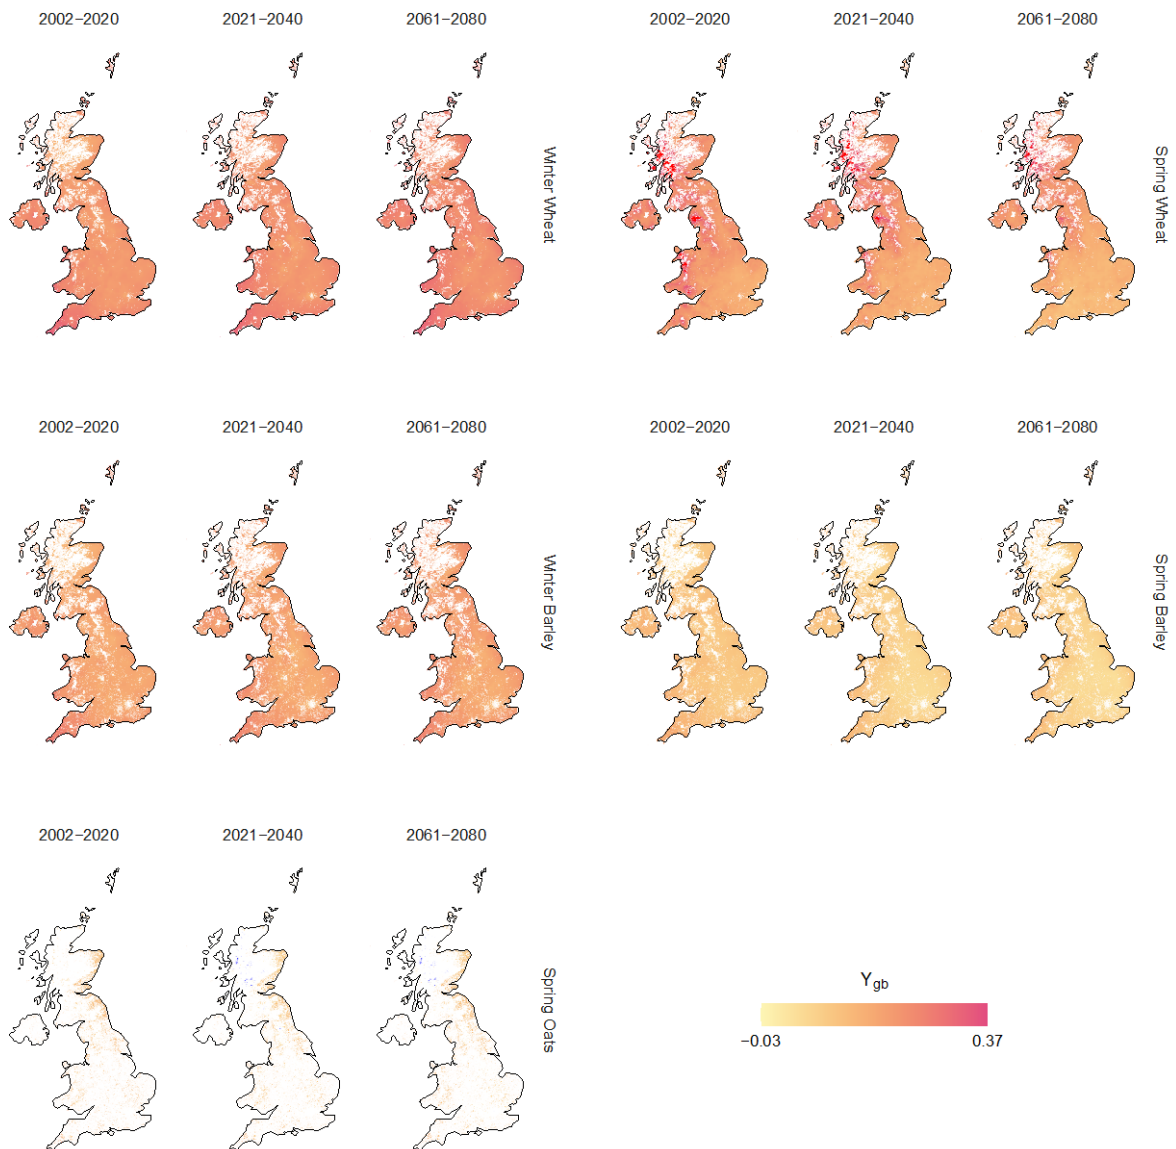 2002–2020 2021–2040 2061–2080 2002–2020 2021–2040 2061–2080
Winter Wheat
Spring Wheat
2002–2020 2021–2040 2061–2080 2002–2020 2021–2040 2061–2080
Winter Barley
Spring Barley
2002–2020 2021–2040 2061–2080
Spring Oats
Ygb
−0.03 0.37